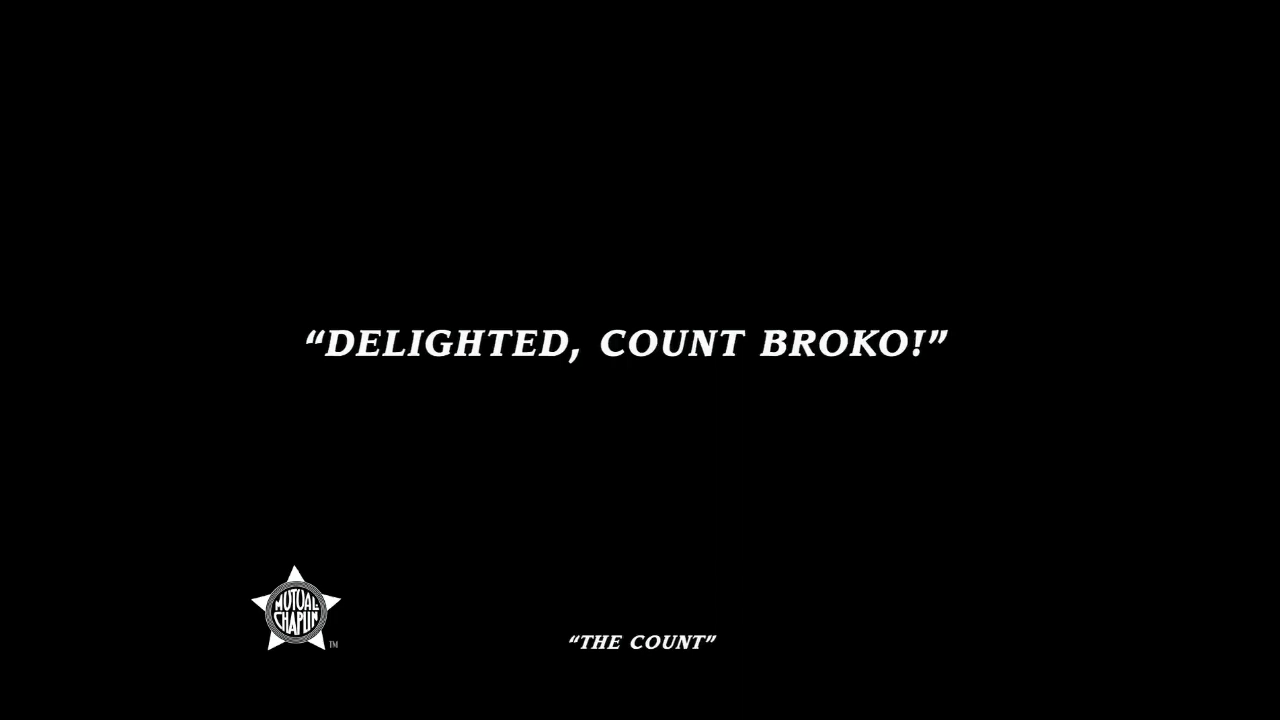 “DELIGHTED, COUNT BROKO!”
MUTUAL
CHAPLIN
TM
“THE COUNT”